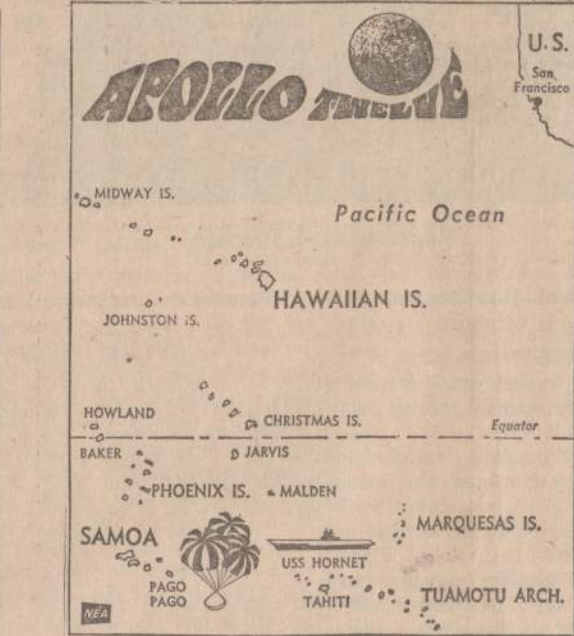 APOLLO TWELVE
U.S.
San
Francisco
MIDWAY IS.
Pacific Ocean
HAWAIIAN IS.
JOHNSTON IS.
HOWLAND
CHRISTMAS IS.
Equator
BAKER
JARVIS
PHOENIX IS.
MALDEN
SAMOA
MARQUESAS IS.
USS HORNET
PAGO
PAGO
TAHITI
TUAMOTU ARCH.
NEA